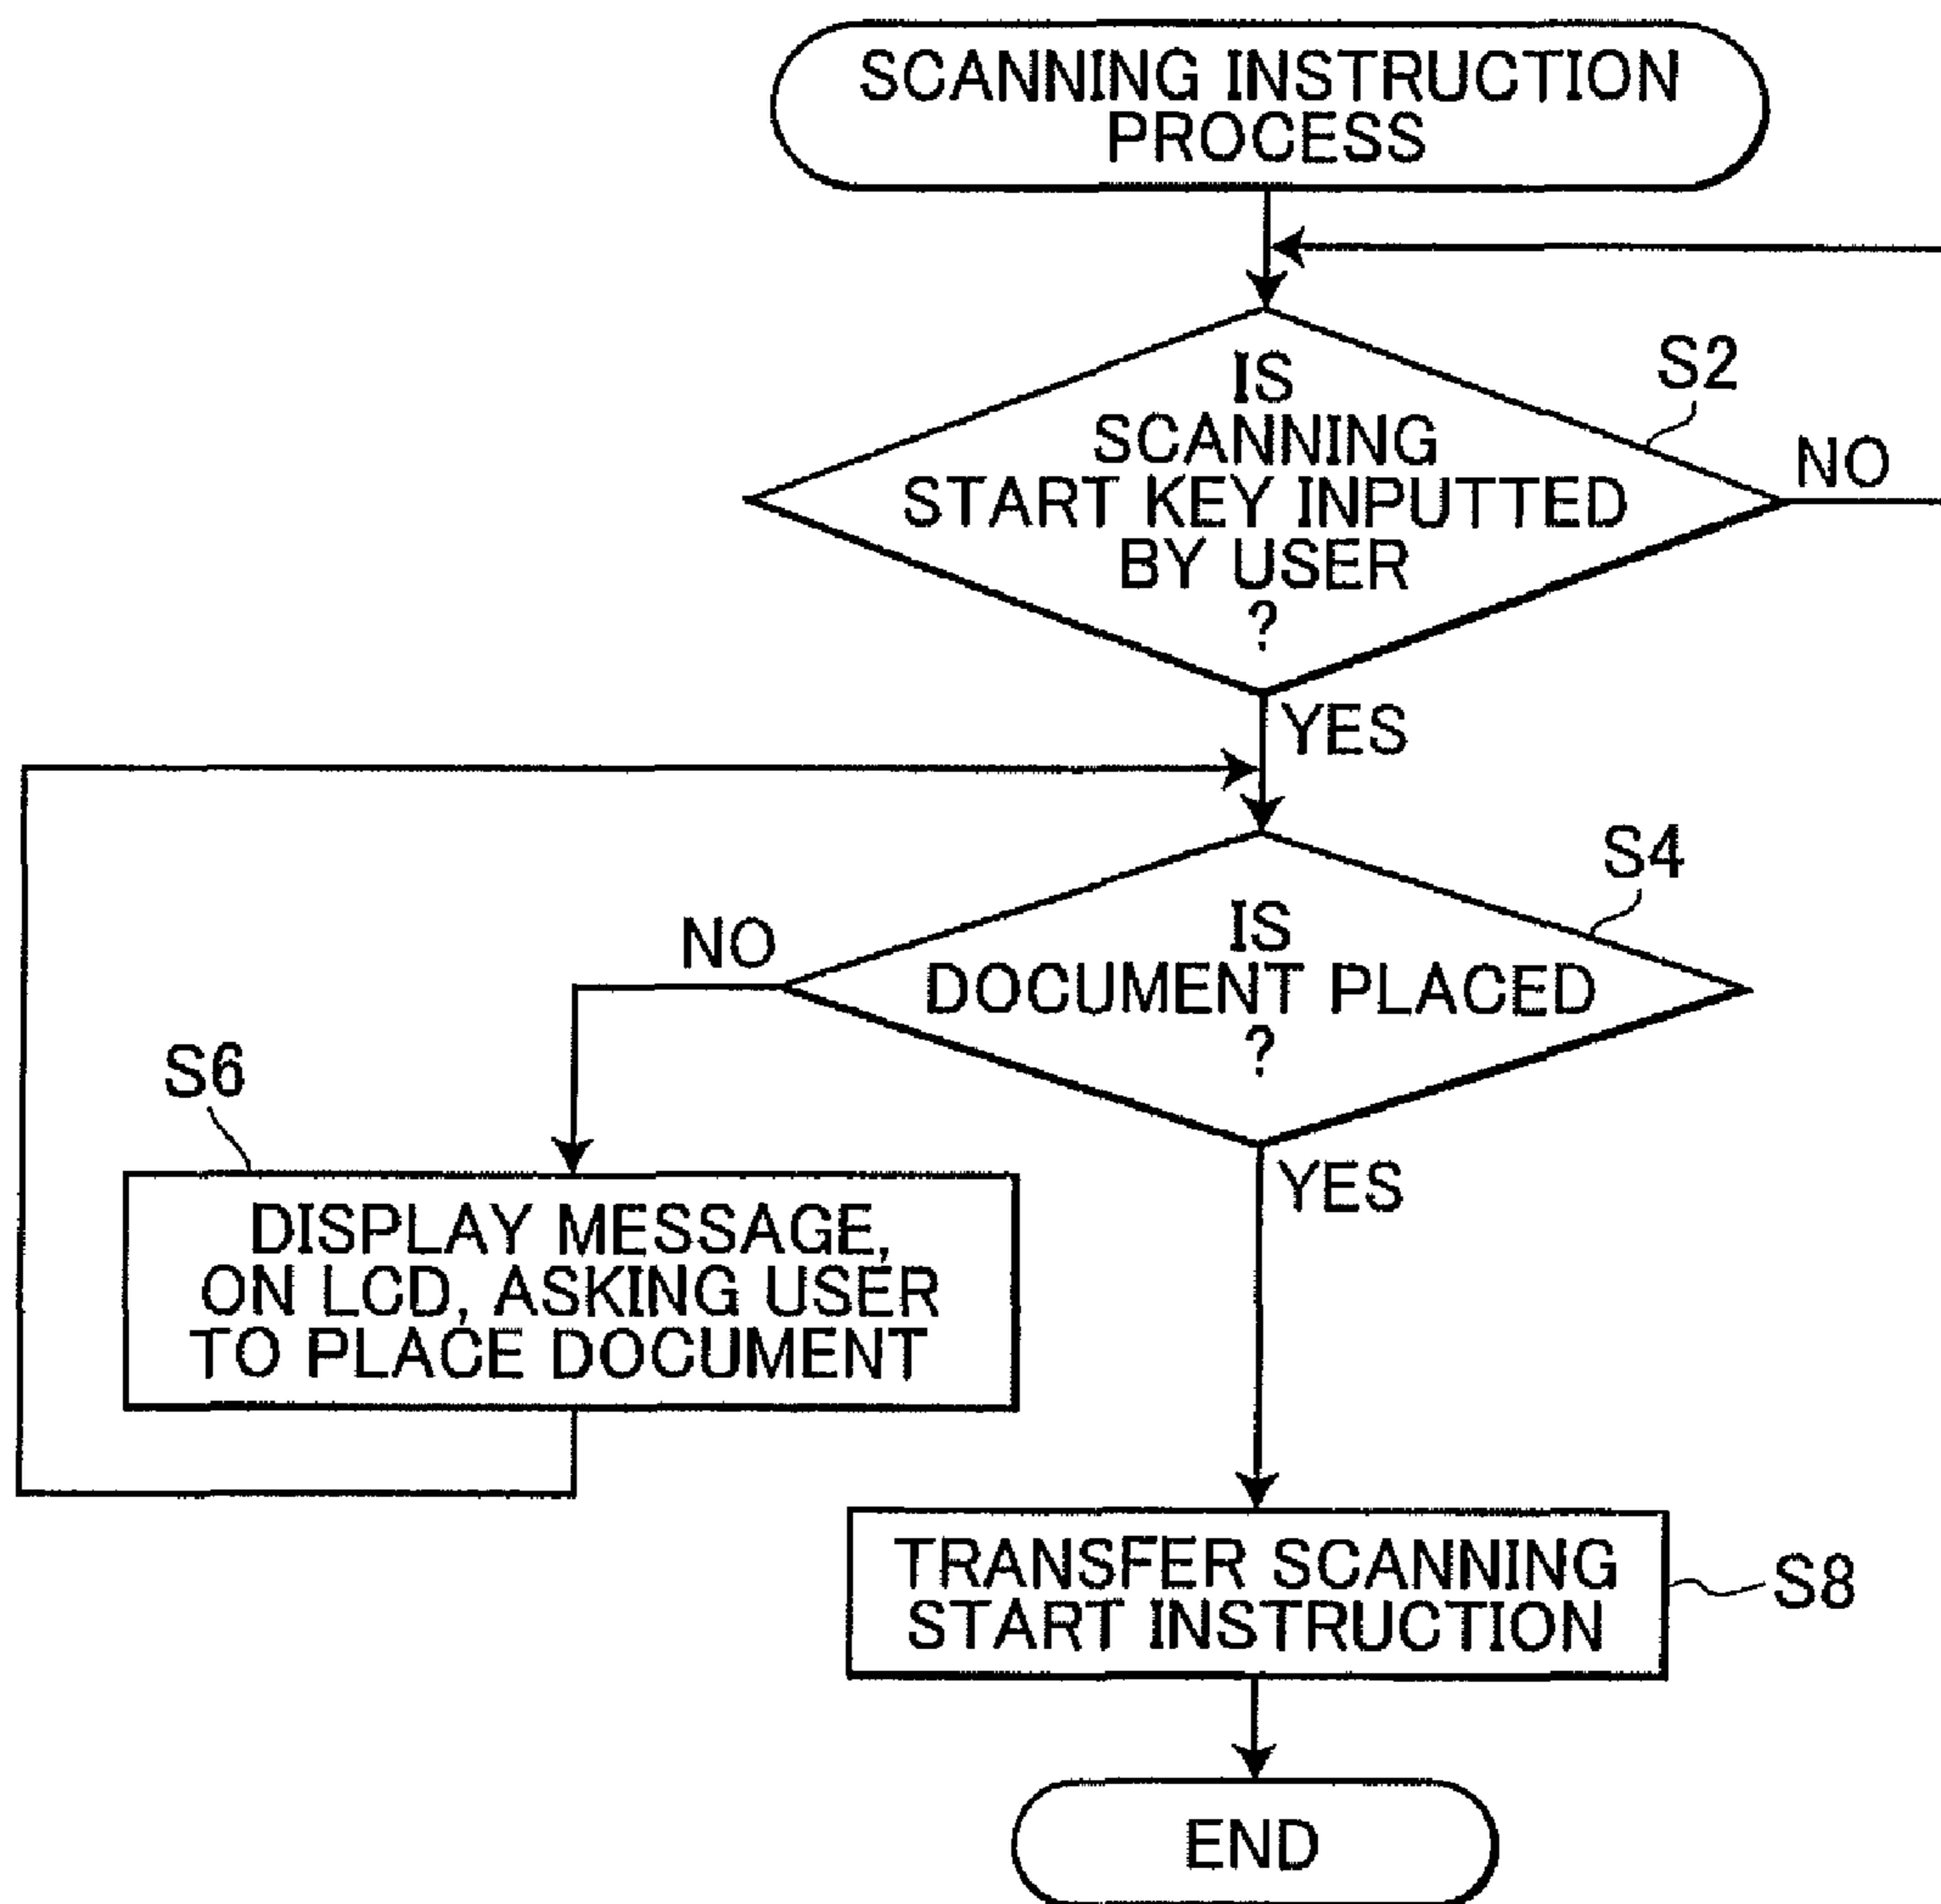 SCANNING INSTRUCTION
PROCESS
S2
IS
SCANNING
START KEY INPUTTED
BY USER
?
NO
YES
S4
IS
DOCUMENT PLACED
?
NO
YES
S6
DISPLAY MESSAGE,
ON LCD, ASKING USER
TO PLACE DOCUMENT
TRANSFER SCANNING
START INSTRUCTION
S8
END